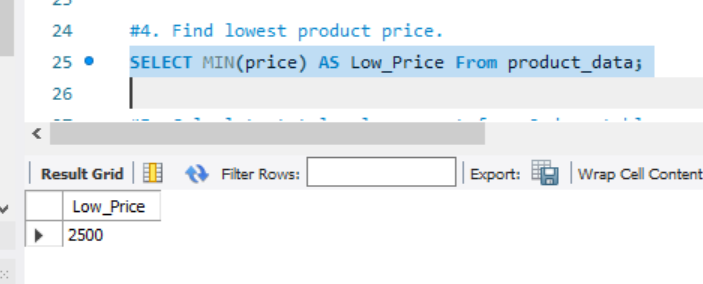 24 #4. Find lowest product price.
25 SELECT MIN(price) AS Low_Price From product_data;
26
Result Grid Filter Rows: Export: Wrap Cell Content
Low_Price
2500